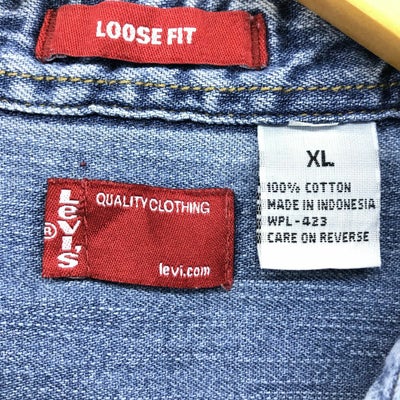 LOOSE FIT
LEVI'S
®
QUALITY CLOTHING
levi.com
XL
100% COTTON
MADE IN INDONESIA
WPL-423
CARE ON REVERSE